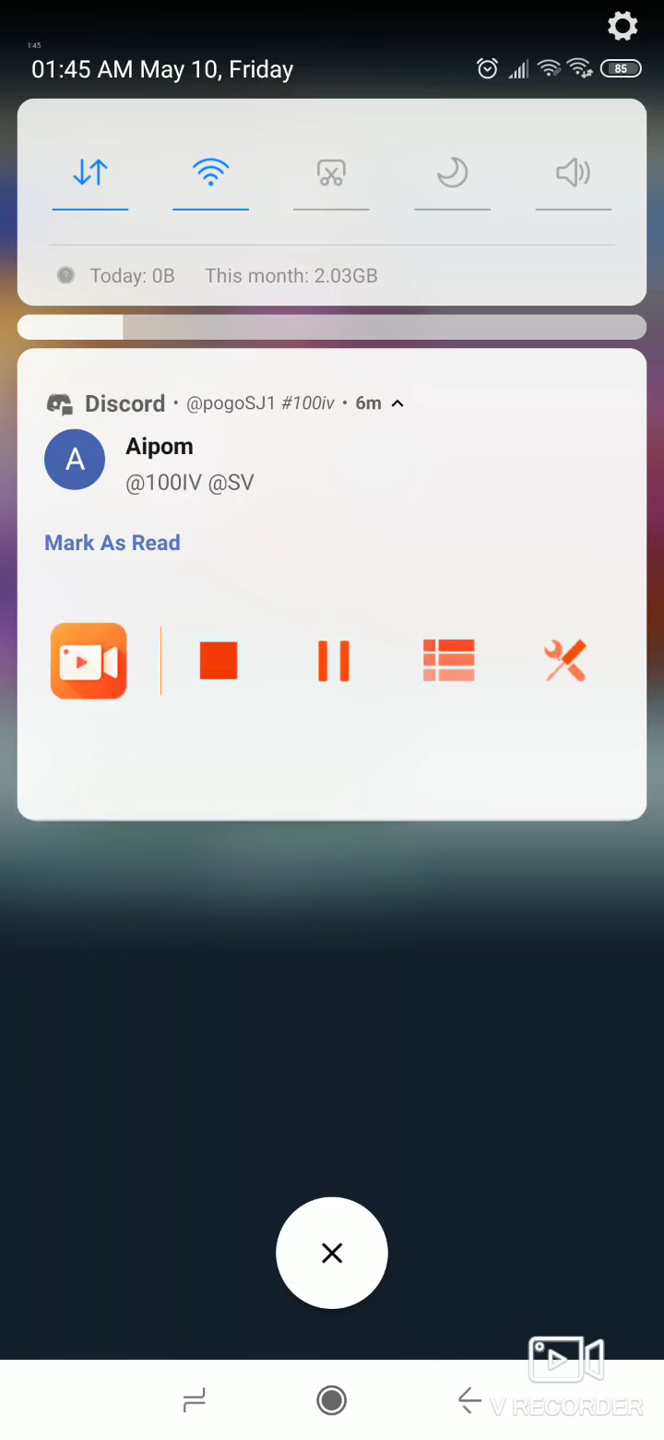 1:45
01:45 AM May 10, Friday
85
Today: 0B This month: 2.03GB
Discord · @pogoSJ1 #100iv · 6m
A
Aipom
@100IV @SV
Mark As Read
V RECORDER